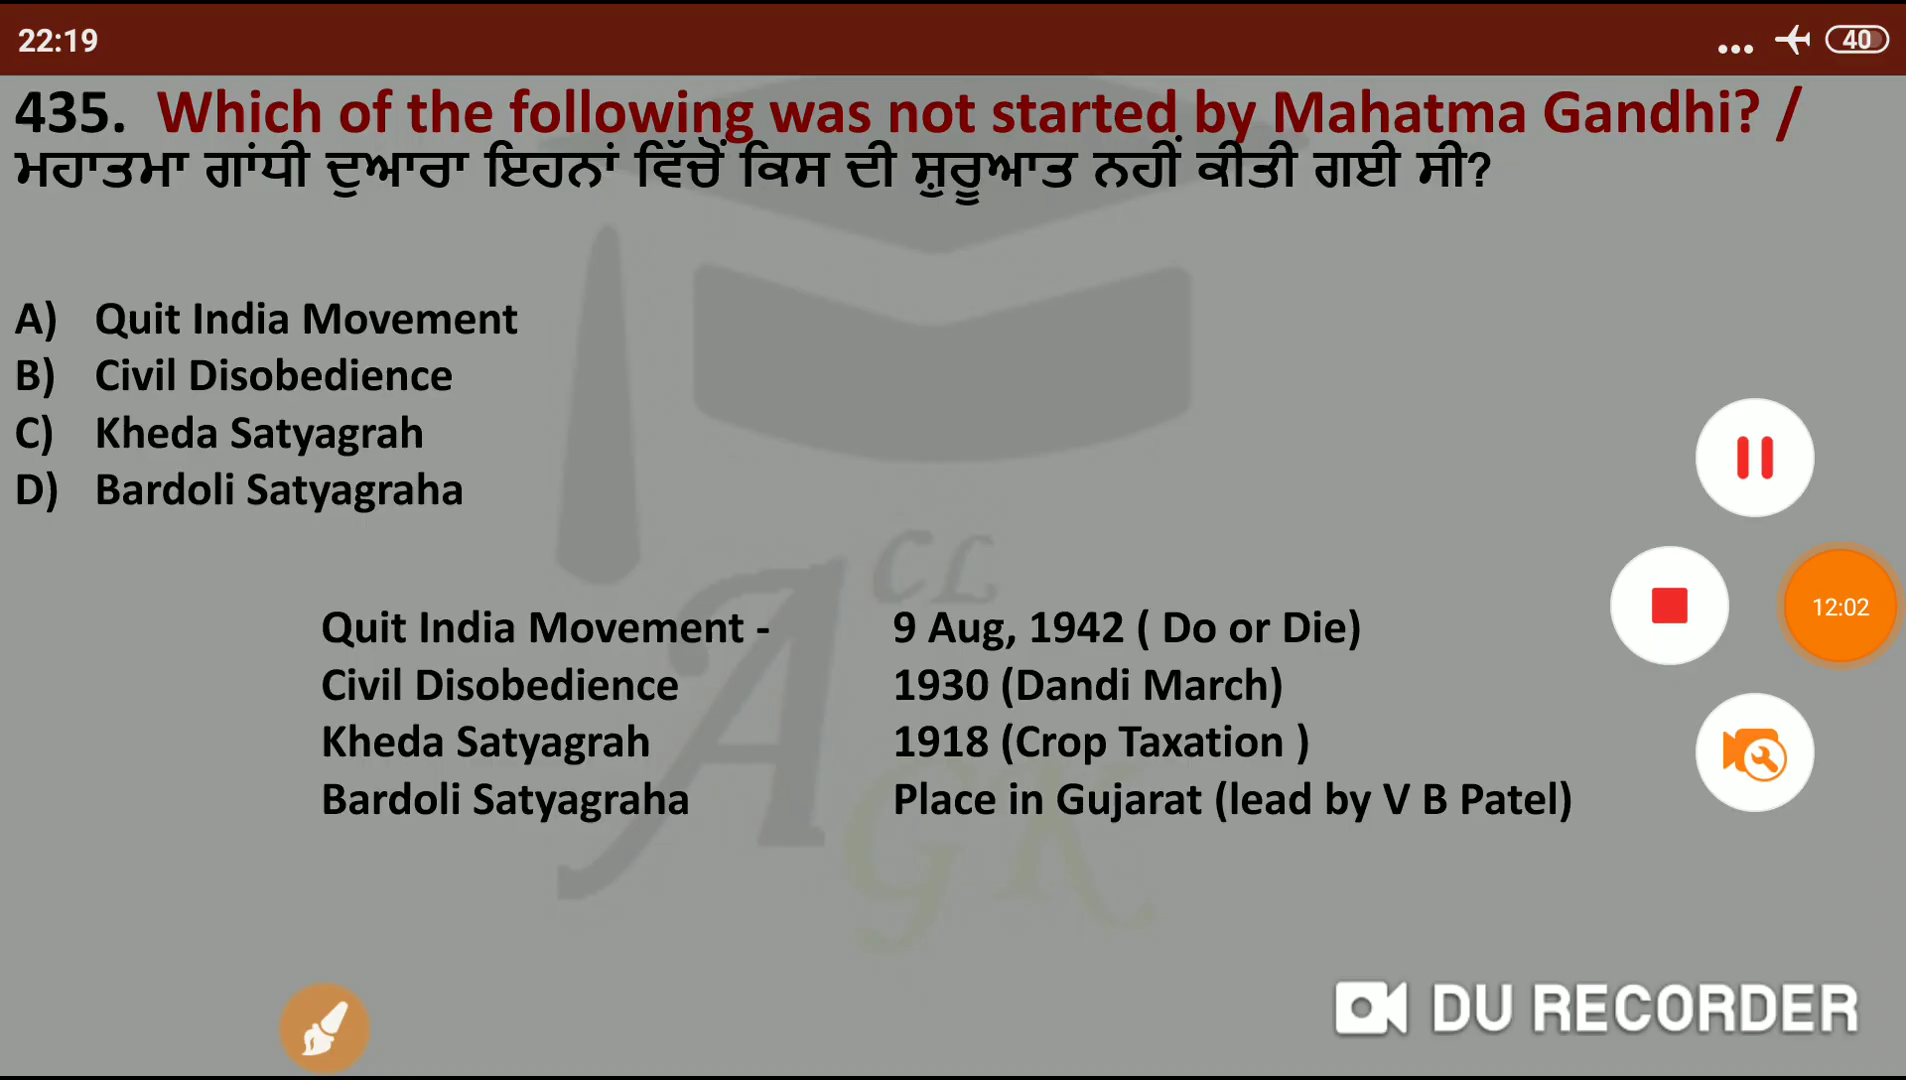 22:19
... 40
435. Which of the following was not started by Mahatma Gandhi? /
ਮਹਾਤਮਾ ਗਾਂਧੀ ਦੁਆਰਾ ਇਹਨਾਂ ਵਿੱਚੋਂ ਕਿਸ ਦੀ ਸ਼ੁਰੂਆਤ ਨਹੀਂ ਕੀਤੀ ਗਈ ਸੀ?
A) Quit India Movement
B) Civil Disobedience
C) Kheda Satyagrah
D) Bardoli Satyagraha
Quit India Movement - 9 Aug, 1942 ( Do or Die)
Civil Disobedience 1930 (Dandi March)
Kheda Satyagrah 1918 (Crop Taxation )
Bardoli Satyagraha Place in Gujarat (lead by V B Patel)
12:02
A CL
GK
DU RECORDER